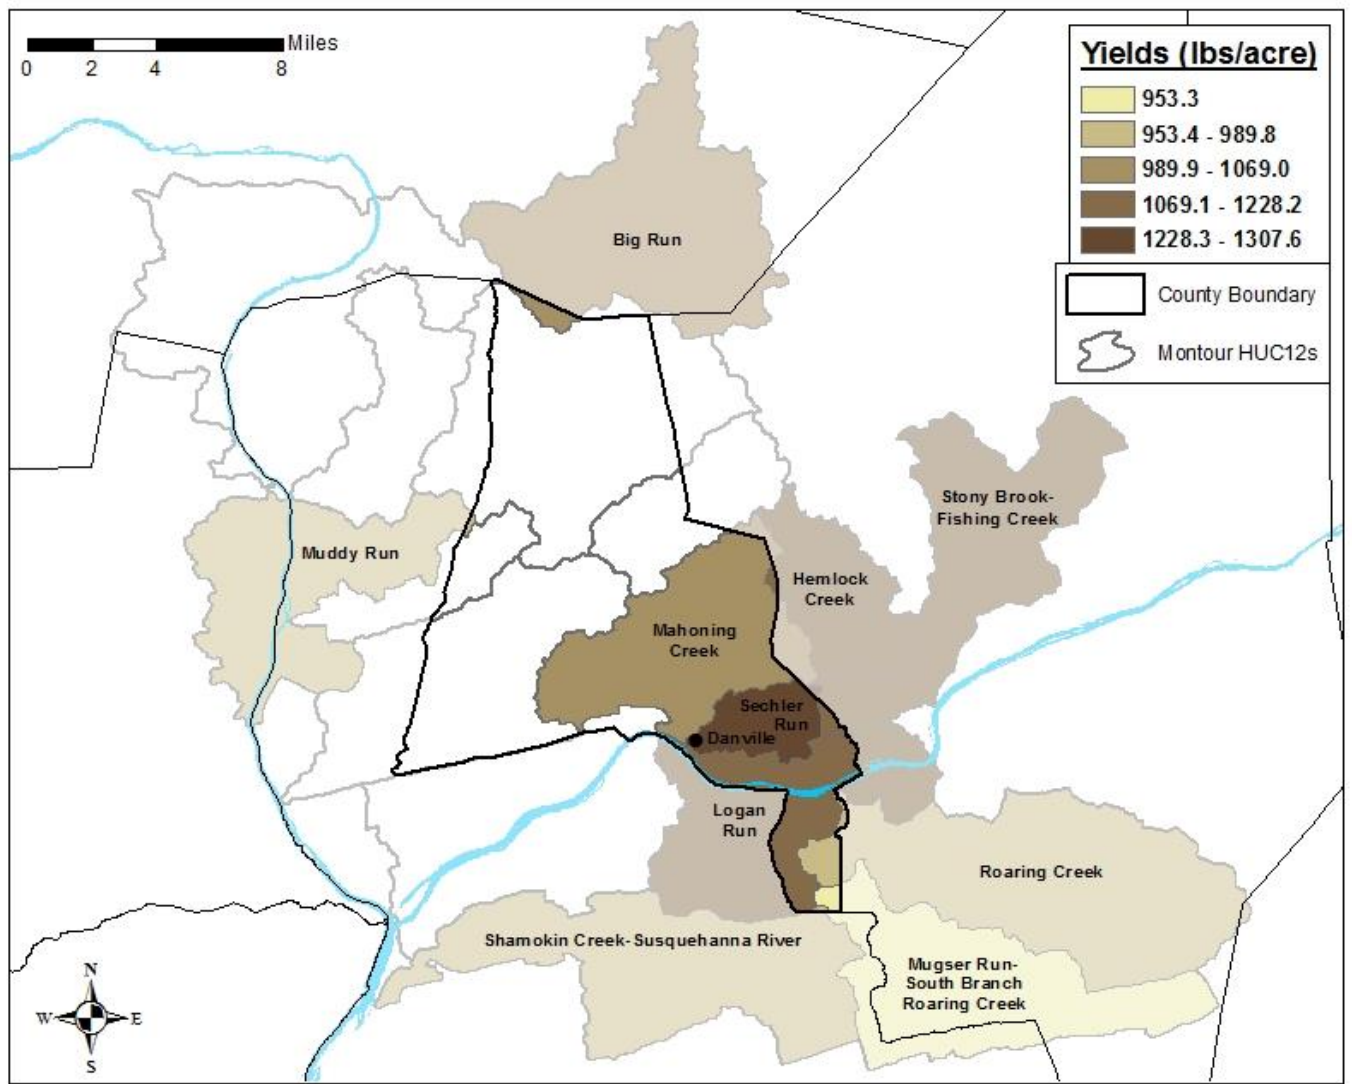 Miles
0 2 4 8
Yields (lbs/acre)
953.3
953.4 - 989.8
989.9 - 1069.0
1069.1 - 1228.2
1228.3 - 1307.6
County Boundary
Montour HUC12s
Big Run
Stony Brook-
Fishing Creek
Muddy Run
Hemlock
Creek
Mahoning
Creek
Sechler
Run
Danville
Logan
Run
Roaring Creek
Shamokin Creek-Susquehanna River
Mugser Run-
South Branch
Roaring Creek
N
W E
S